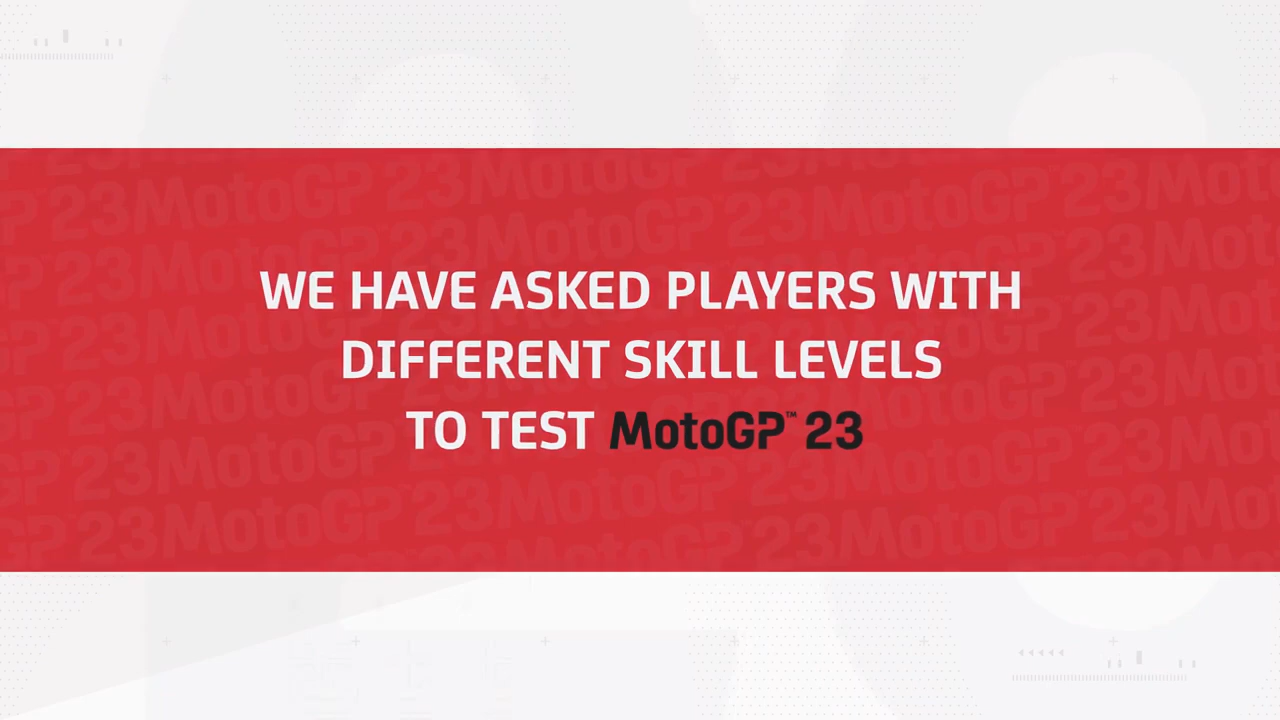 WE HAVE ASKED PLAYERS WITH
DIFFERENT SKILL LEVELS
TO TEST MotoGP™ 23